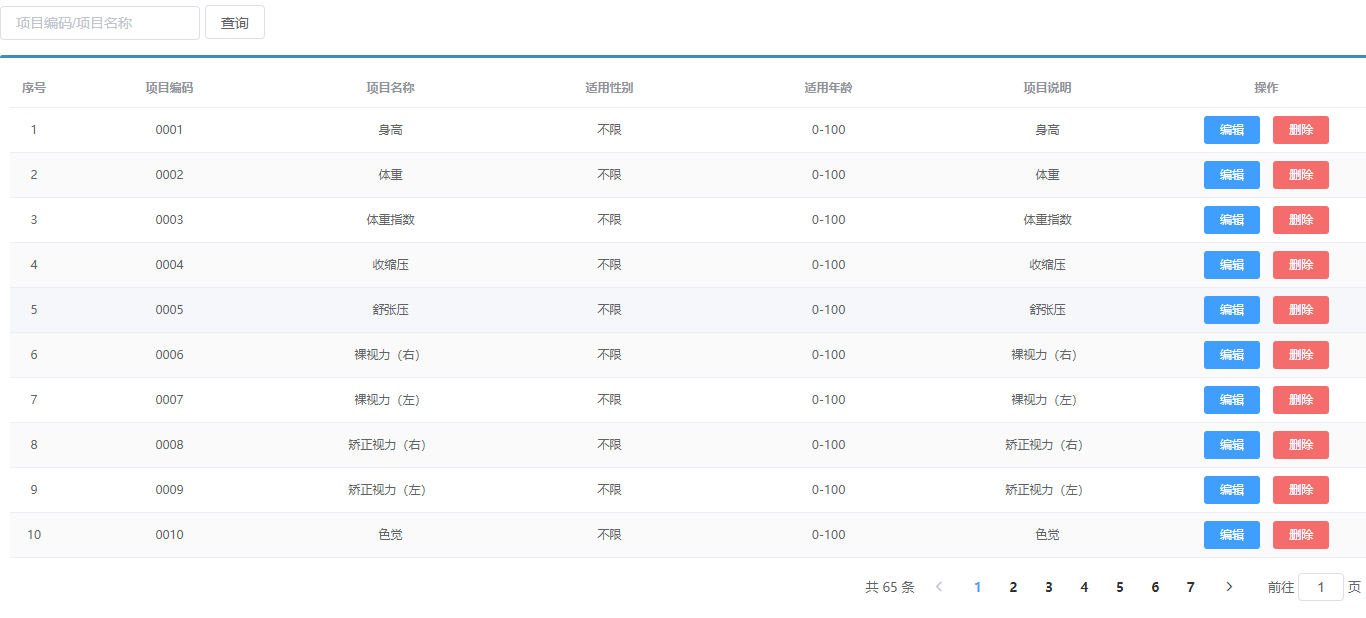 项目编码/项目名称 查询
序号 项目编码 项目名称 适用性别 适用年龄 项目说明 操作
1 0001 身高 不限 0-100 身高 编辑 删除
2 0002 体重 不限 0-100 体重 编辑 删除
3 0003 体重指数 不限 0-100 体重指数 编辑 删除
4 0004 收缩压 不限 0-100 收缩压 编辑 删除
5 0005 舒张压 不限 0-100 舒张压 编辑 删除
6 0006 裸视力（右） 不限 0-100 裸视力（右） 编辑 删除
7 0007 裸视力（左） 不限 0-100 裸视力（左） 编辑 删除
8 0008 矫正视力（右） 不限 0-100 矫正视力（右） 编辑 删除
9 0009 矫正视力（左） 不限 0-100 矫正视力（左） 编辑 删除
10 0010 色觉 不限 0-100 色觉 编辑 删除
共 65 条 1 2 3 4 5 6 7 前往 1 页